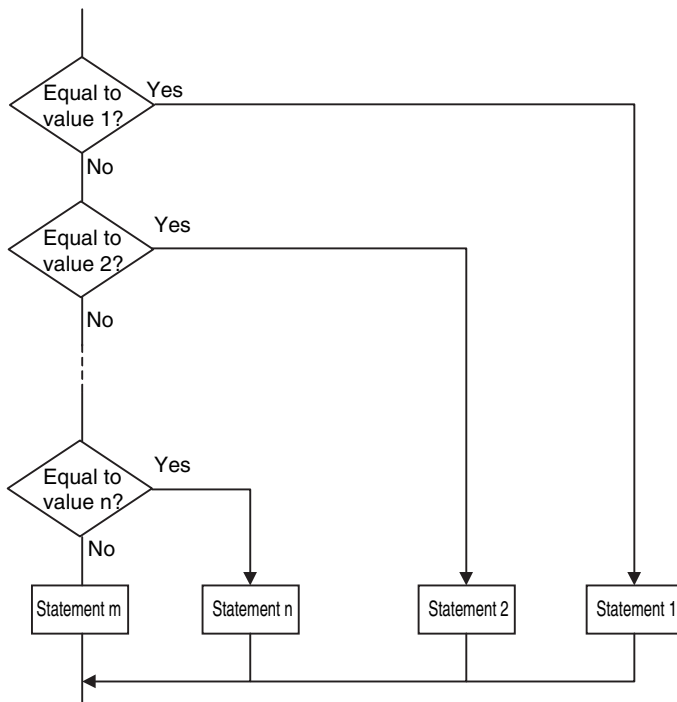 Equal to
value 1?
Yes
No
Equal to
value 2?
Yes
No
Equal to
value n?
Yes
No
Statement m
Statement n
Statement 2
Statement 1